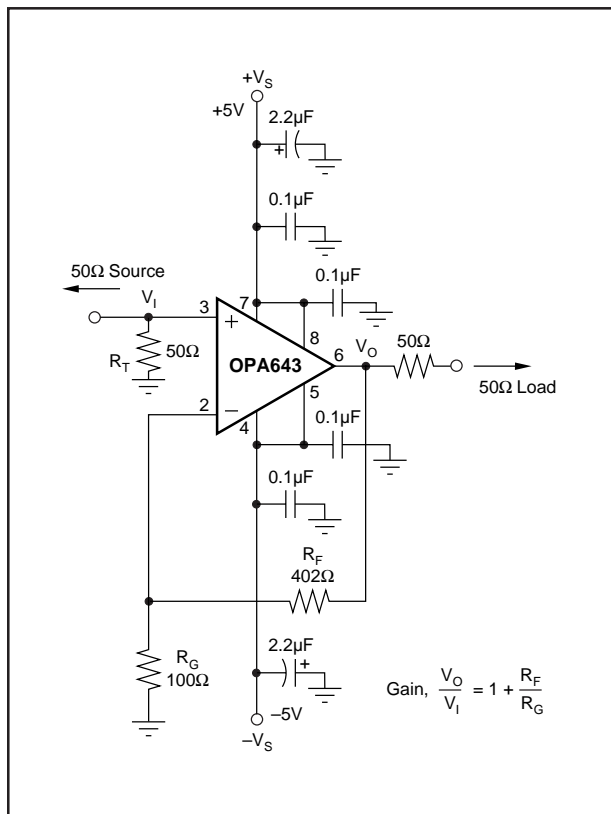 +V_S
+5V
2.2µF
+
0.1µF
0.1µF
50Ω Source
V_I
3
7
+
8
50Ω
R_T
OPA643
6
V_O
50Ω
50Ω Load
5
2
–
4
0.1µF
0.1µF
R_F
402Ω
R_G
100Ω
2.2µF
+
–5V
–V_S
Gain, V_O/V_I = 1 + R_F/R_G